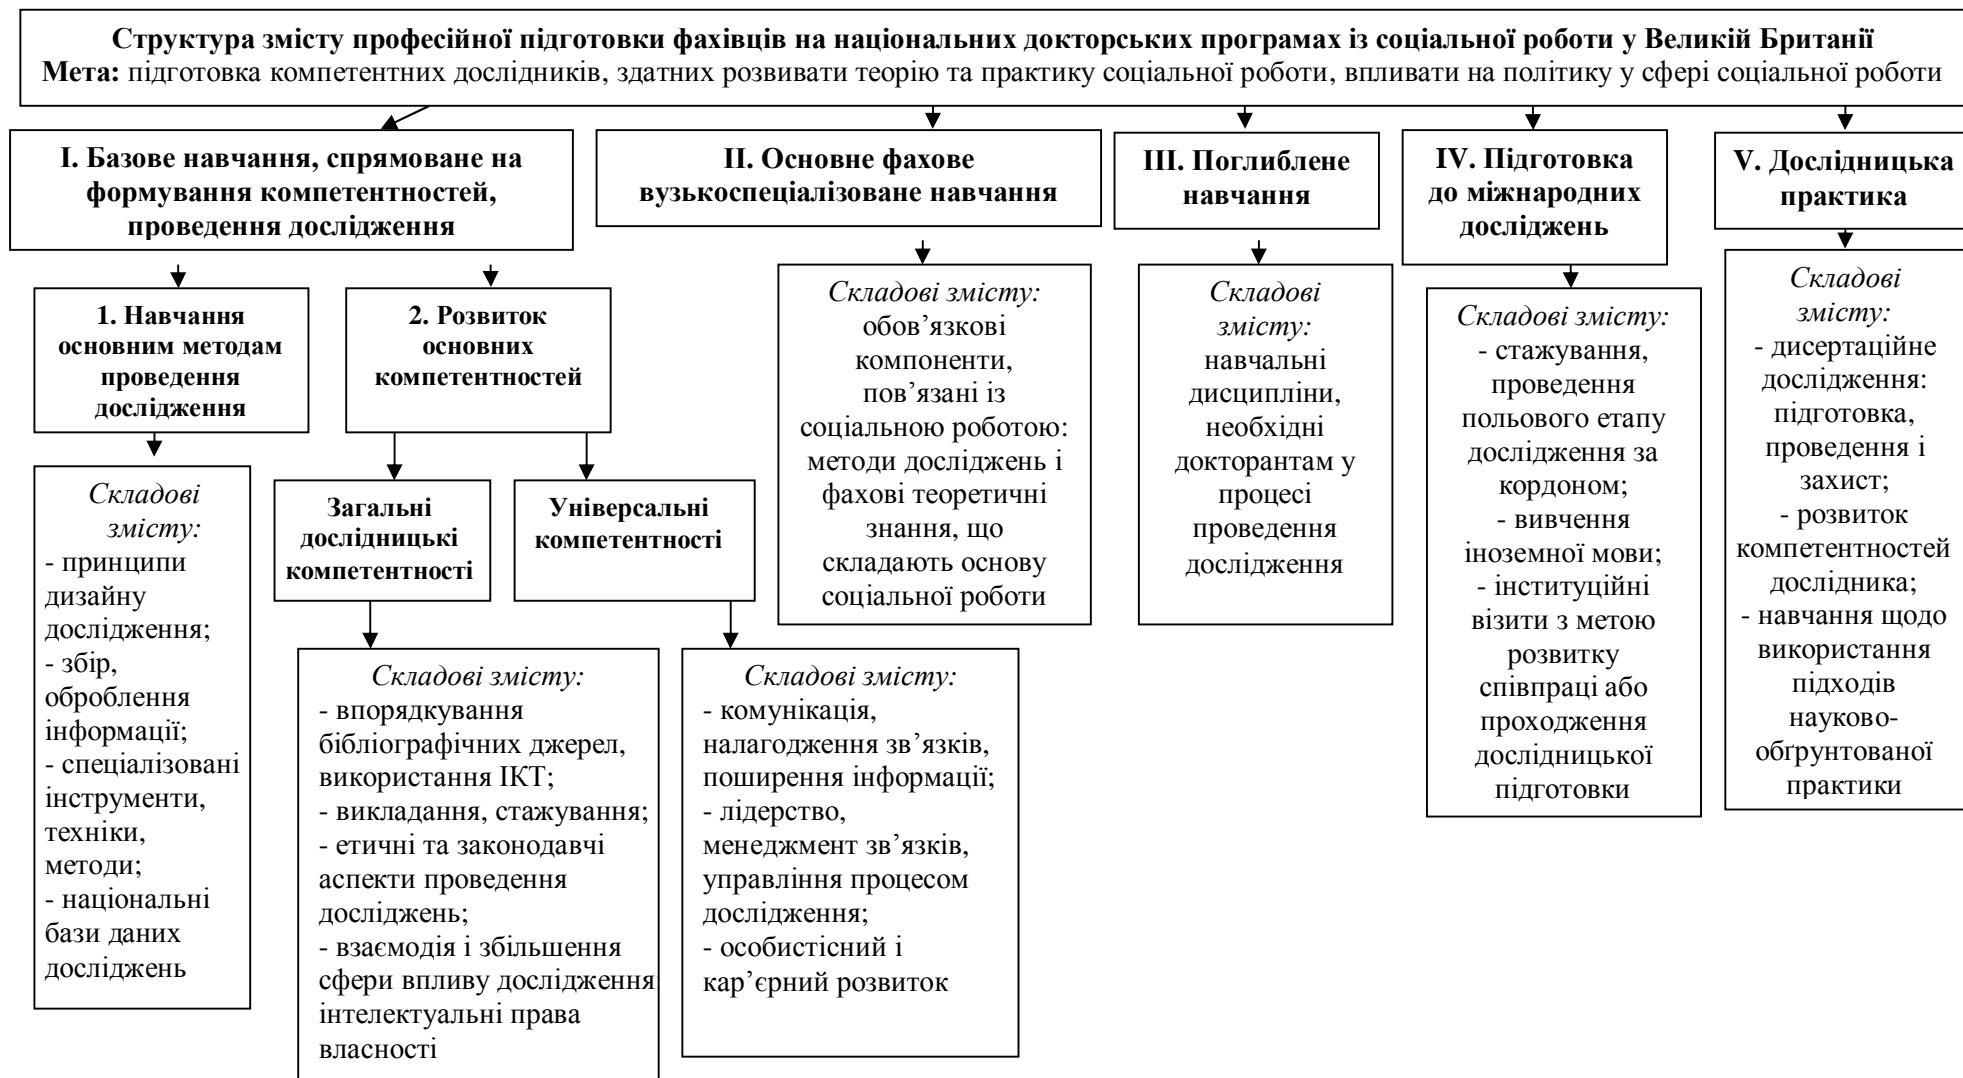 Структура змісту професійної підготовки фахівців на національних докторських програмах із соціальної роботи у Великій Британії
Мета: підготовка компетентних дослідників, здатних розвивати теорію та практику соціальної роботи, впливати на політику у сфері соціальної роботи
І. Базове навчання, спрямоване на
формування компетентностей,
проведення дослідження
ІІ. Основне фахове
вузькоспеціалізоване навчання
ІІІ. Поглиблене
навчання
IV. Підготовка
до міжнародних
досліджень
V. Дослідницька
практика
1. Навчання
основним методам
проведення
дослідження
2. Розвиток
основних
компетентностей
Складові
змісту:
- принципи
дизайну
дослідження;
- збір,
оброблення
інформації;
- спеціалізовані
інструменти,
техніки,
методи;
- національні
бази даних
досліджень
Загальні
дослідницькі
компетентності
Універсальні
компетентності
Складові змісту:
- впорядкування
бібліографічних джерел,
використання ІКТ;
- викладання, стажування;
- етичні та законодавчі
аспекти проведення
досліджень;
- взаємодія і збільшення
сфери впливу дослідження
інтелектуальні права
власності
Складові змісту:
- комунікація,
налагодження зв’язків,
поширення інформації;
- лідерство,
менеджмент зв’язків,
управління процесом
дослідження;
- особистісний і
кар’єрний розвиток
Складові змісту:
обов’язкові
компоненти,
пов’язані із
соціальною роботою:
методи досліджень і
фахові теоретичні
знання, що
складають основу
соціальної роботи
Складові
змісту:
навчальні
дисципліни,
необхідні
докторантам у
процесі
проведення
дослідження
Складові змісту:
- стажування,
проведення
польового етапу
дослідження за
кордоном;
- вивчення
іноземної мови;
- інституційні
візити з метою
розвитку
співпраці або
проходження
дослідницької
підготовки
Складові
змісту:
- дисертаційне
дослідження:
підготовка,
проведення і
захист;
- розвиток
компетентностей
дослідника;
- навчання щодо
використання
підходів
науково-
обґрунтованої
практики